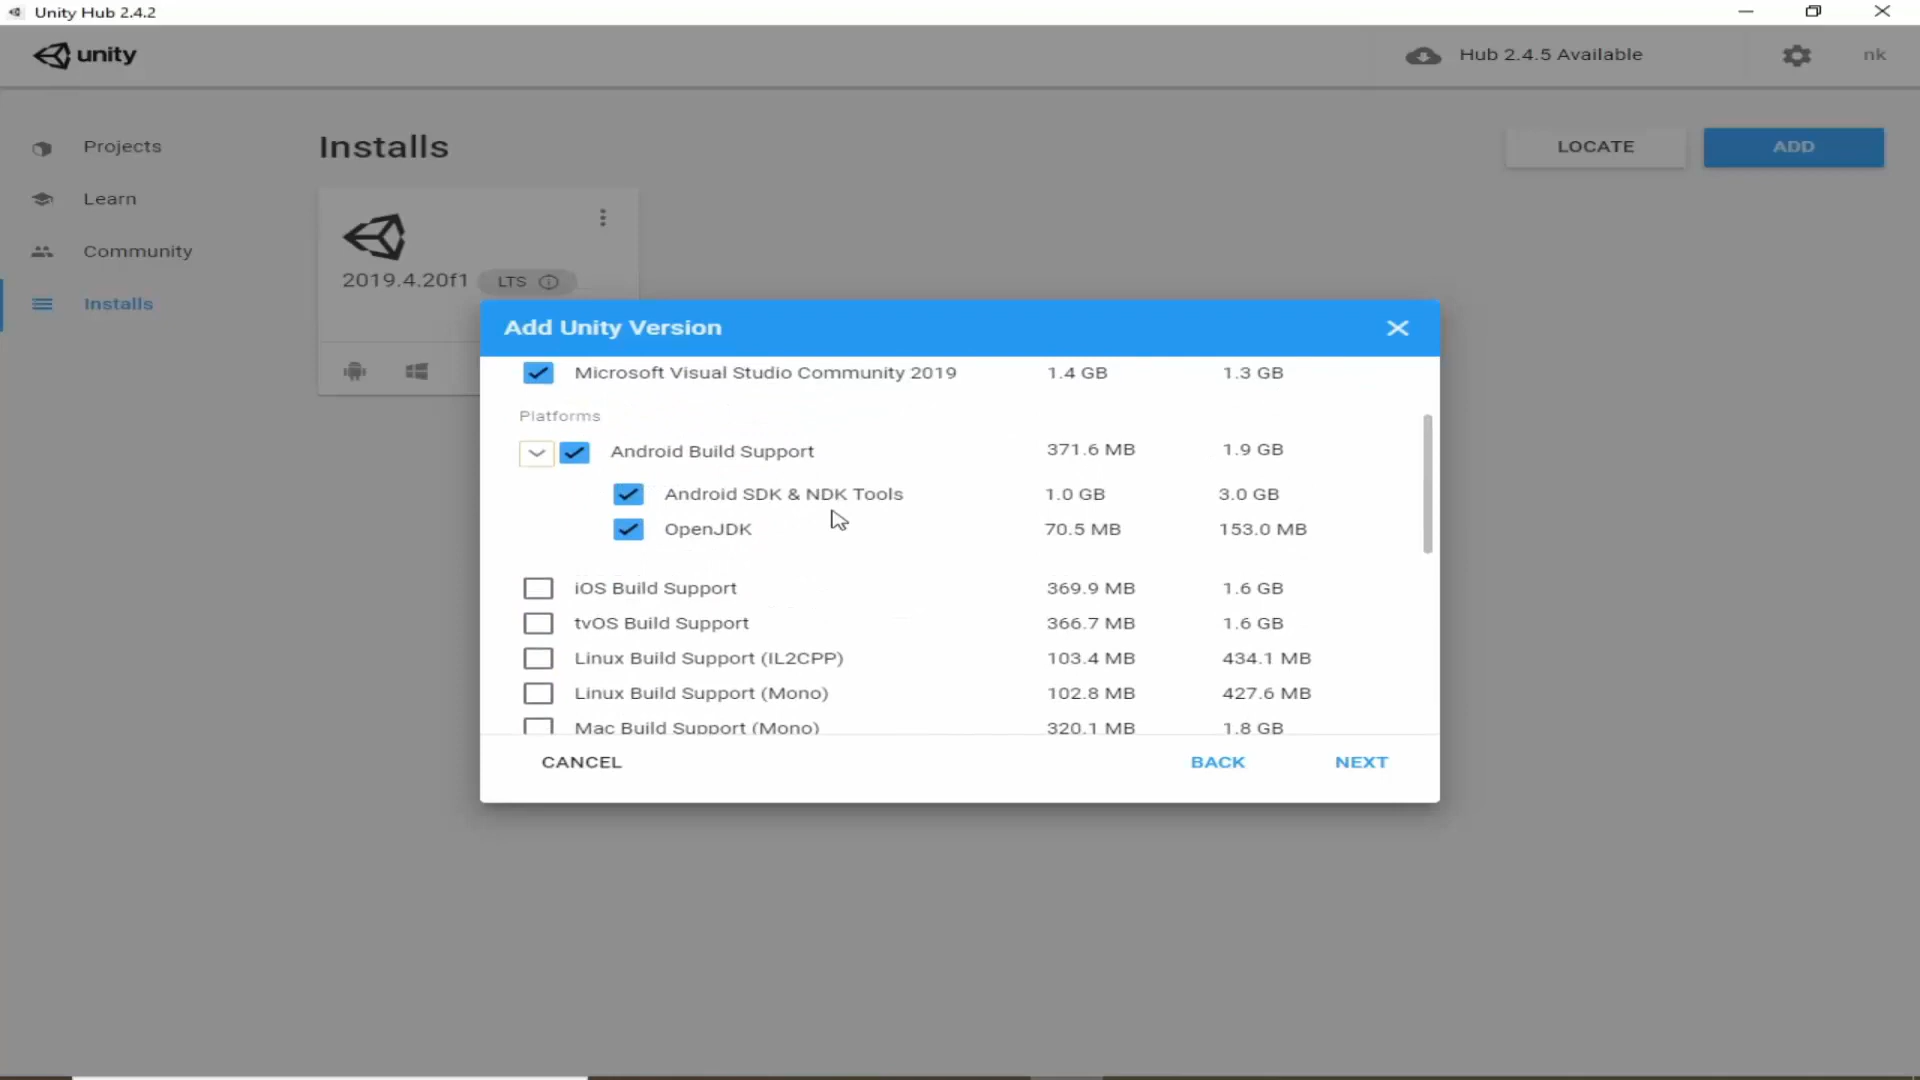 Unity Hub 2.4.2
unity
Hub 2.4.5 Available
nk
Projects
Learn
Community
Installs
Installs
LOCATE
ADD
2019.4.20f1
LTS
Add Unity Version
Microsoft Visual Studio Community 2019 1.4 GB 1.3 GB
Platforms
Android Build Support 371.6 MB 1.9 GB
Android SDK & NDK Tools 1.0 GB 3.0 GB
OpenJDK 70.5 MB 153.0 MB
iOS Build Support 369.9 MB 1.6 GB
tvOS Build Support 366.7 MB 1.6 GB
Linux Build Support (IL2CPP) 103.4 MB 434.1 MB
Linux Build Support (Mono) 102.8 MB 427.6 MB
Mac Build Support (Mono) 320.1 MB 1.8 GB
CANCEL
BACK
NEXT